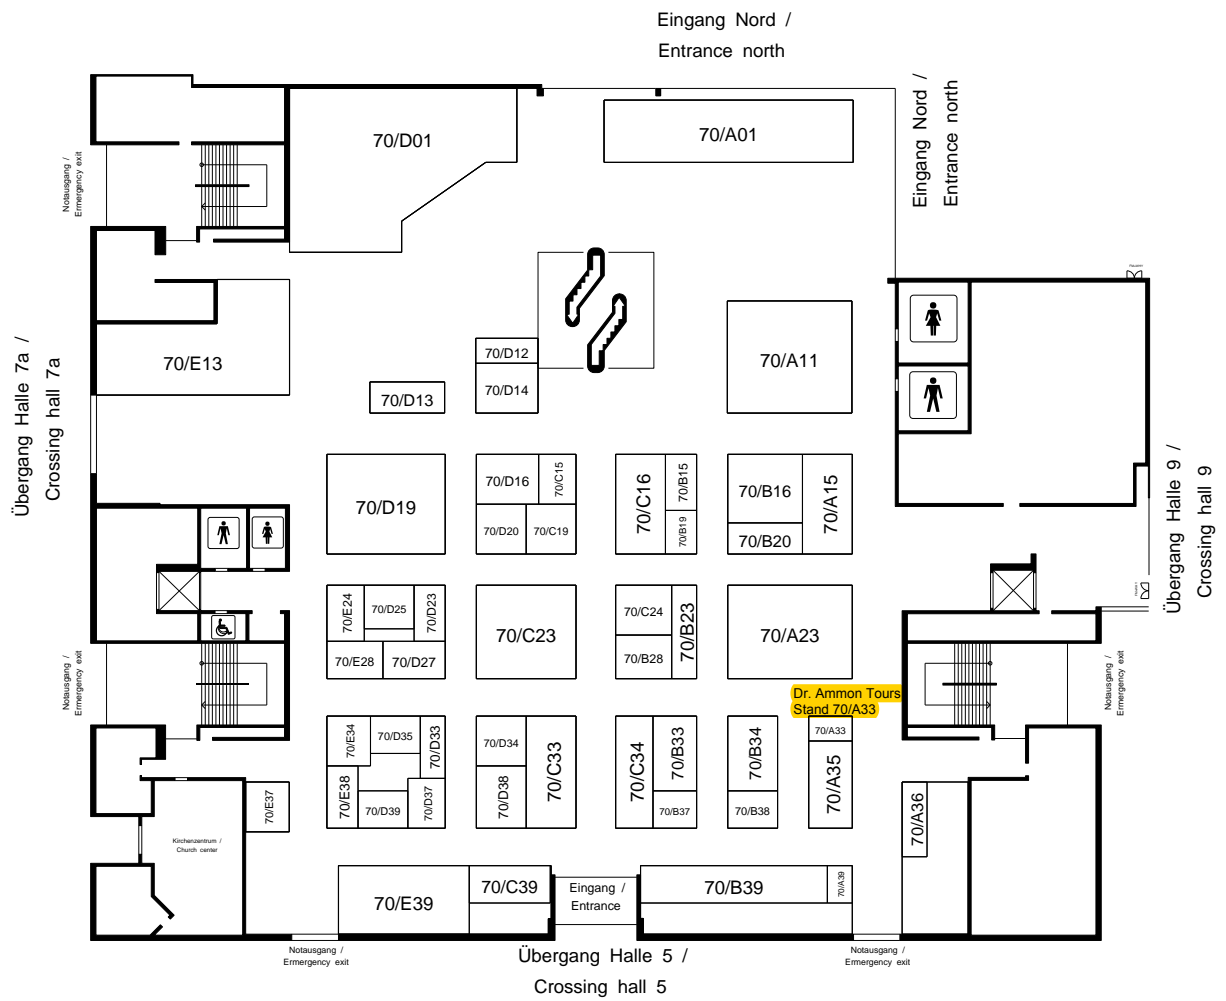 Eingang Nord /
Entrance north
Eingang Nord /
Entrance north
70/D01
70/A01
Notausgang /
Ermergency exit
70/E13
70/D12
70/D14
70/D13
70/A11
Übergang Halle 7a /
Crossing hall 7a
Übergang Halle 9 /
Crossing hall 9
70/D19
70/D16
70/C15
70/D20
70/C19
70/C16
70/B15
70/B19
70/B16
70/B20
70/A15
70/E24
70/D25
70/D23
70/E28
70/D27
70/C23
70/C24
70/B28
70/B23
70/A23
Notausgang /
Ermergency exit
Notausgang /
Ermergency exit
Dr. Ammon Tours
Stand 70/A33
70/E34
70/D35
70/D33
70/E38
70/D39
70/D37
70/D34
70/D38
70/C33
70/C34
70/B33
70/B37
70/B34
70/B38
70/A33
70/A35
70/E37
70/A36
Kirchenzentrum /
Church center
70/E39
70/C39
Eingang /
Entrance
70/B39
70/A39
Notausgang /
Ermergency exit
Übergang Halle 5 /
Crossing hall 5
Notausgang /
Ermergency exit